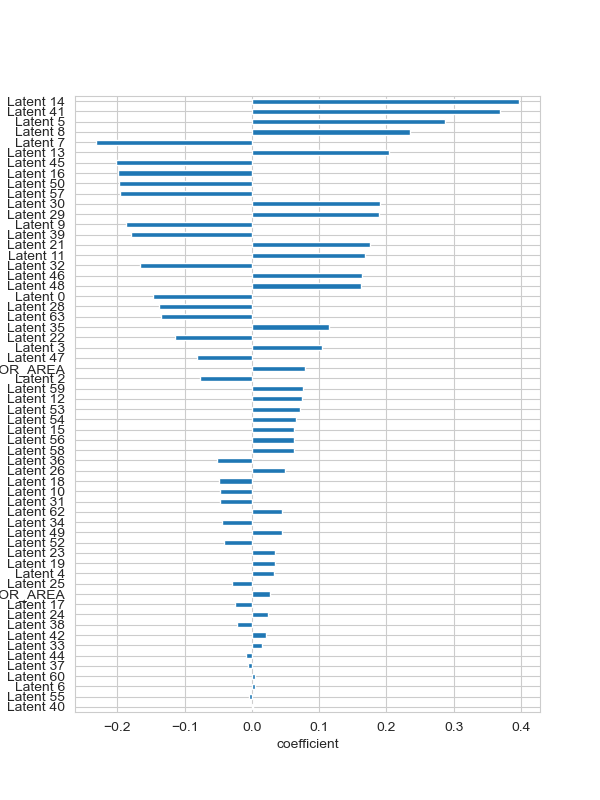 Latent 14
Latent 41
Latent 5
Latent 8
Latent 7
Latent 13
Latent 45
Latent 16
Latent 50
Latent 57
Latent 30
Latent 29
Latent 9
Latent 39
Latent 21
Latent 11
Latent 32
Latent 46
Latent 48
Latent 0
Latent 28
Latent 63
Latent 35
Latent 22
Latent 3
Latent 47
OR_AREA
Latent 2
Latent 59
Latent 12
Latent 53
Latent 54
Latent 15
Latent 56
Latent 58
Latent 36
Latent 26
Latent 18
Latent 10
Latent 31
Latent 62
Latent 34
Latent 49
Latent 52
Latent 23
Latent 19
Latent 4
Latent 25
OR_AREA
Latent 17
Latent 24
Latent 38
Latent 42
Latent 33
Latent 44
Latent 37
Latent 60
Latent 6
Latent 55
Latent 40
−0.2 −0.1 0.0 0.1 0.2 0.3 0.4
coefficient